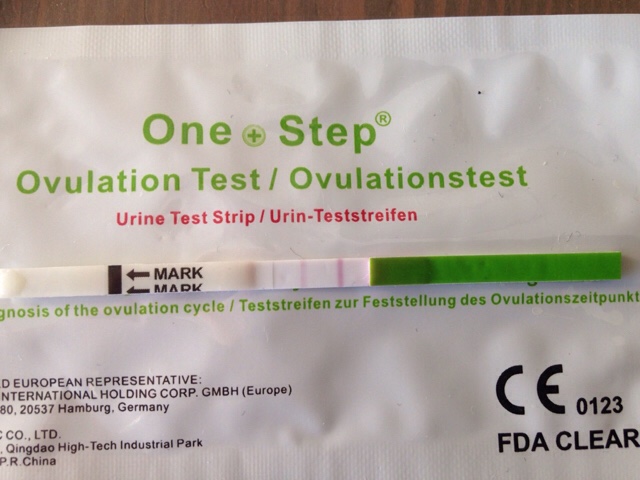 One + Step®
Ovulation Test / Ovulationstest
Urine Test Strip / Urin-Teststreifen
← MARK
← MARK
gnosis of the ovulation cycle / Teststreifen zur Feststellung des Ovulationszeitpunkt
D EUROPEAN REPRESENTATIVE:
INTERNATIONAL HOLDING CORP. GMBH (Europe)
80, 20537 Hamburg, Germany
C CO., LTD.
, Qingdao High-Tech Industrial Park
P.R.China
CE 0123
FDA CLEAR